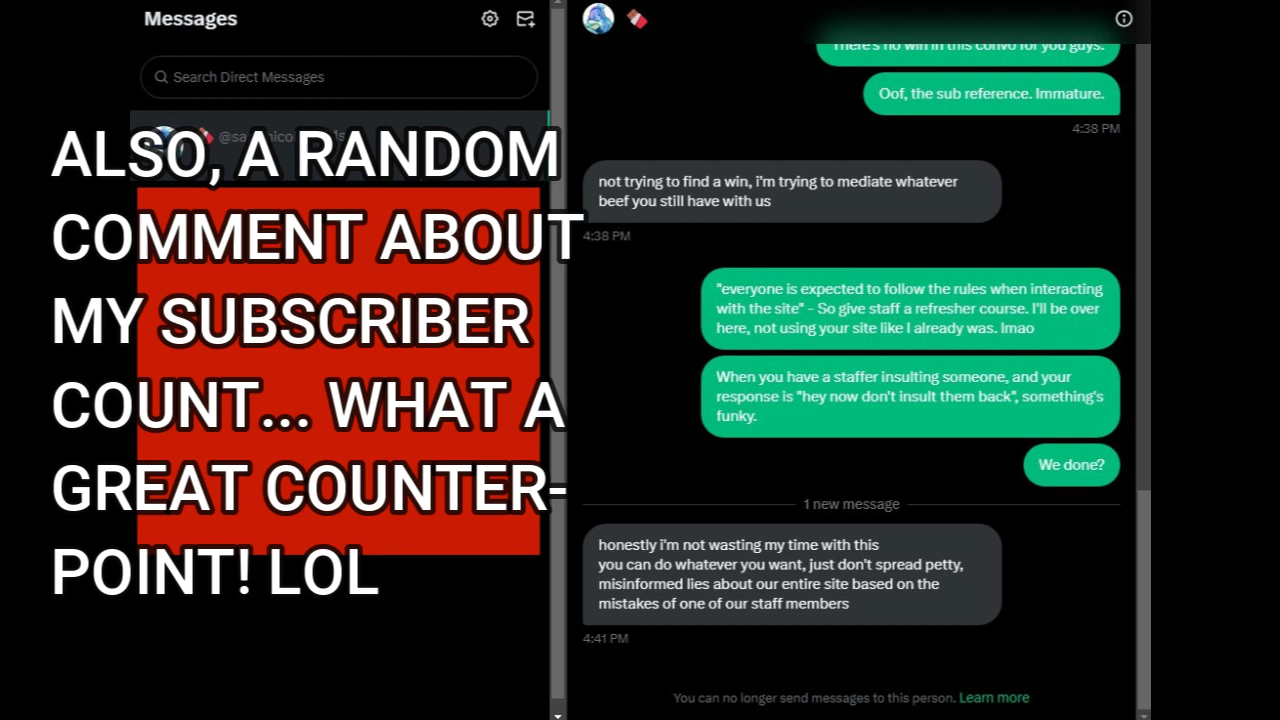 Messages
Search Direct Messages
ALSO, A RANDOM
COMMENT ABOUT
MY SUBSCRIBER
COUNT... WHAT A
GREAT COUNTER-
POINT! LOL
There's no win in this convo for you guys.
Oof, the sub reference. Immature.
4:38 PM
not trying to find a win, i'm trying to mediate whatever
beef you still have with us
4:38 PM
"everyone is expected to follow the rules when interacting
with the site" - So give staff a refresher course. I'll be over
here, not using your site like I already was. lmao
When you have a staffer insulting someone, and your
response is "hey now don't insult them back", something's
funky.
We done?
1 new message
honestly i'm not wasting my time with this
you can do whatever you want, just don't spread petty,
misinformed lies about our entire site based on the
mistakes of one of our staff members
4:41 PM
You can no longer send messages to this person. Learn more